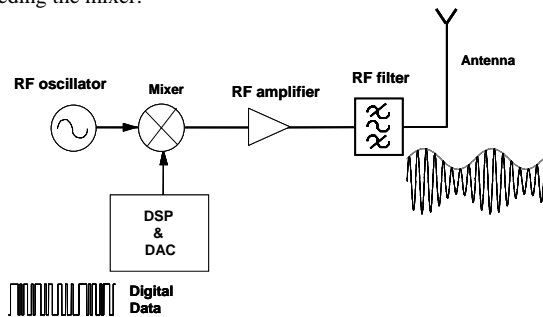 eding the mixer.
Antenna
RF filter
RF oscillator
Mixer
RF amplifier
DSP
&
DAC
Digital
Data